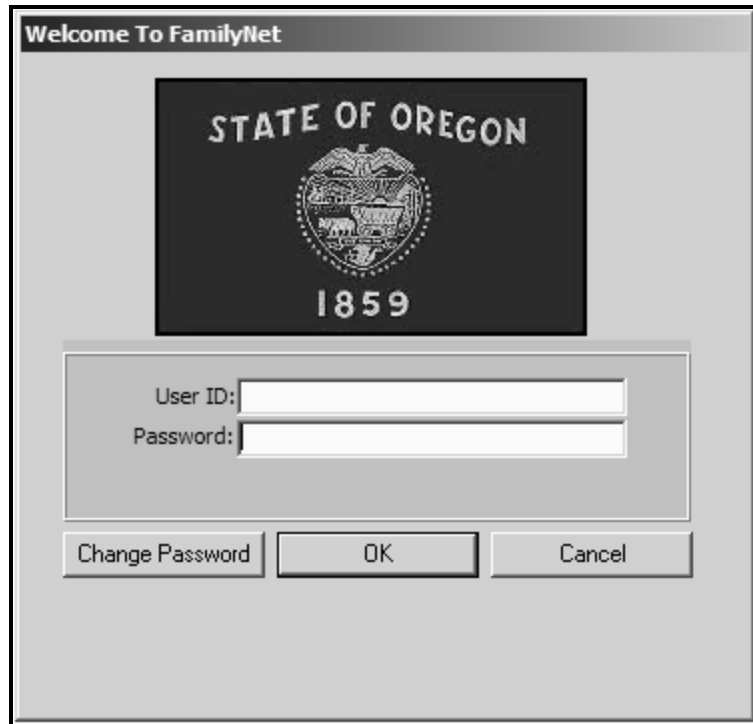 Welcome To FamilyNet
STATE OF OREGON
1859
User ID:
Password:
Change Password OK Cancel